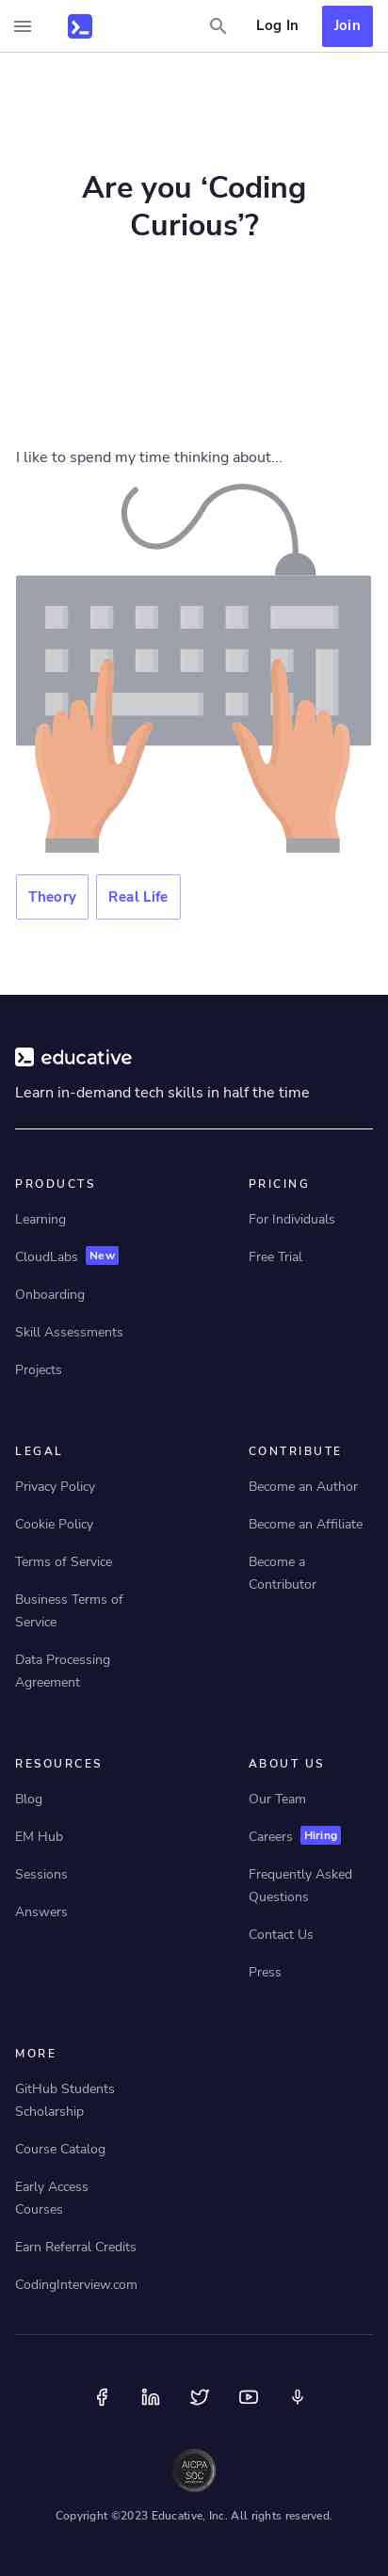 Log In
Join
Are you ‘Coding
Curious’?
I like to spend my time thinking about...
Theory
Real Life
educative
Learn in-demand tech skills in half the time
PRODUCTS
Learning
CloudLabs New
Onboarding
Skill Assessments
Projects
PRICING
For Individuals
Free Trial
LEGAL
Privacy Policy
Cookie Policy
Terms of Service
Business Terms of
Service
Data Processing
Agreement
CONTRIBUTE
Become an Author
Become an Affiliate
Become a
Contributor
RESOURCES
Blog
EM Hub
Sessions
Answers
ABOUT US
Our Team
Careers Hiring
Frequently Asked
Questions
Contact Us
Press
MORE
GitHub Students
Scholarship
Course Catalog
Early Access
Courses
Earn Referral Credits
CodingInterview.com
AICPA
SOC
Copyright ©2023 Educative, Inc. All rights reserved.